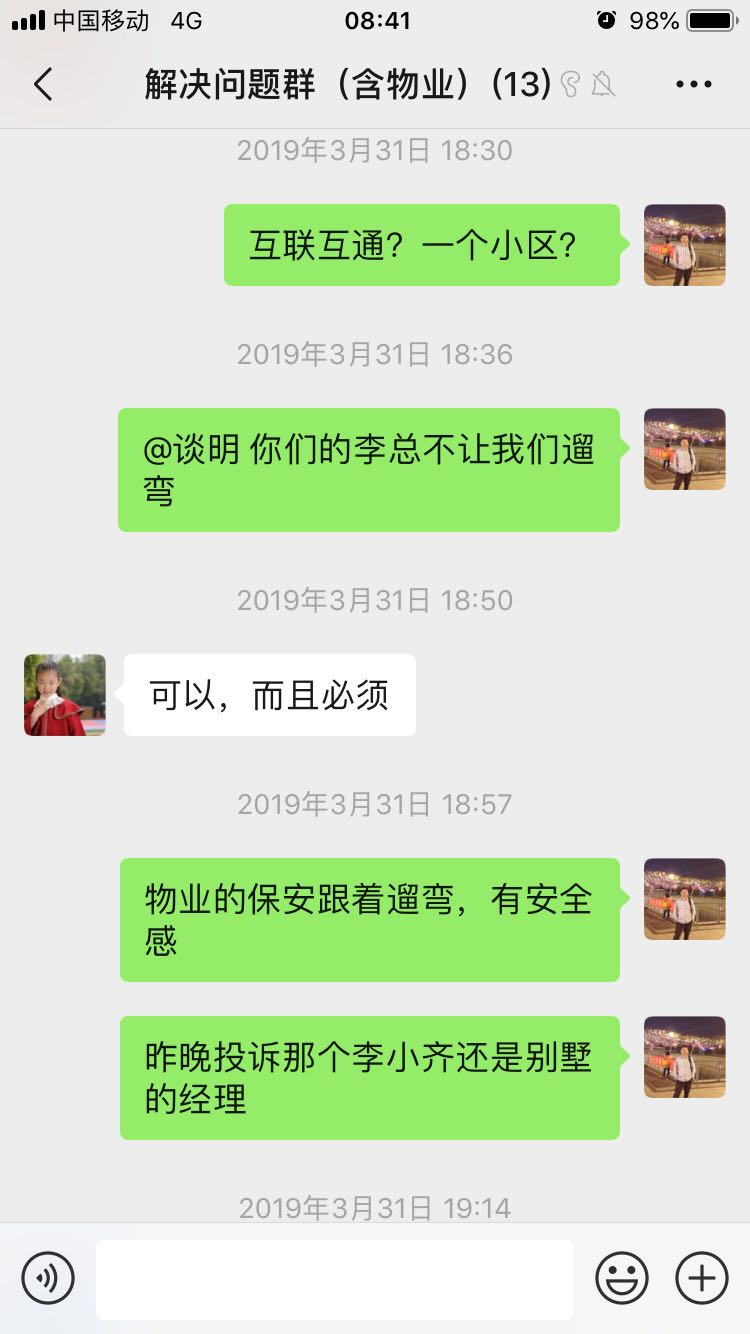 中国移动 4G 08:41 98%
解决问题群（含物业）(13)
2019年3月31日 18:30
互联互通？一个小区？
2019年3月31日 18:36
@谈明 你们的李总不让我们遛
弯
2019年3月31日 18:50
可以，而且必须
2019年3月31日 18:57
物业的保安跟着遛弯，有安全
感
昨晚投诉那个李小齐还是别墅
的经理
2019年3月31日 19:14